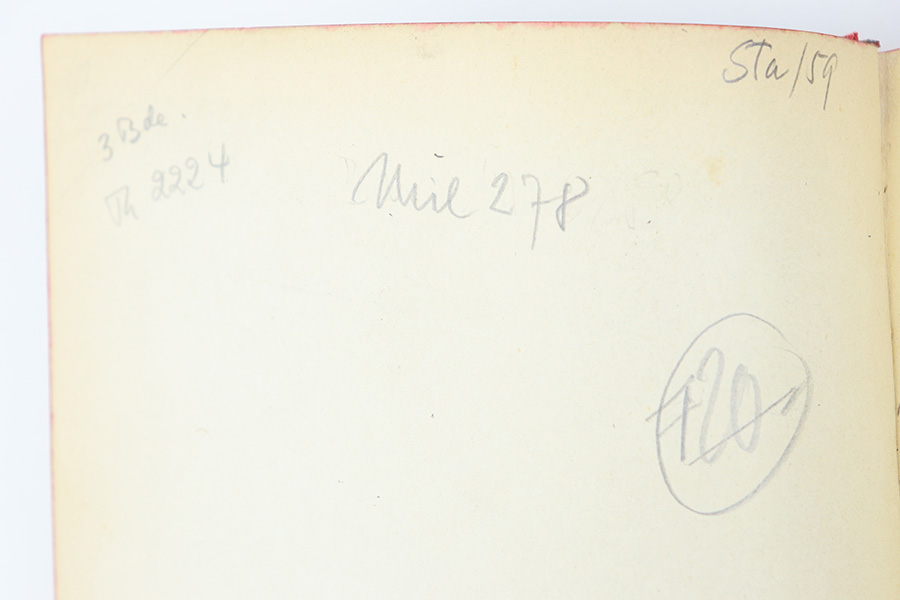 Sta/59
3 Bde.
Th 2224
Mil 278
120